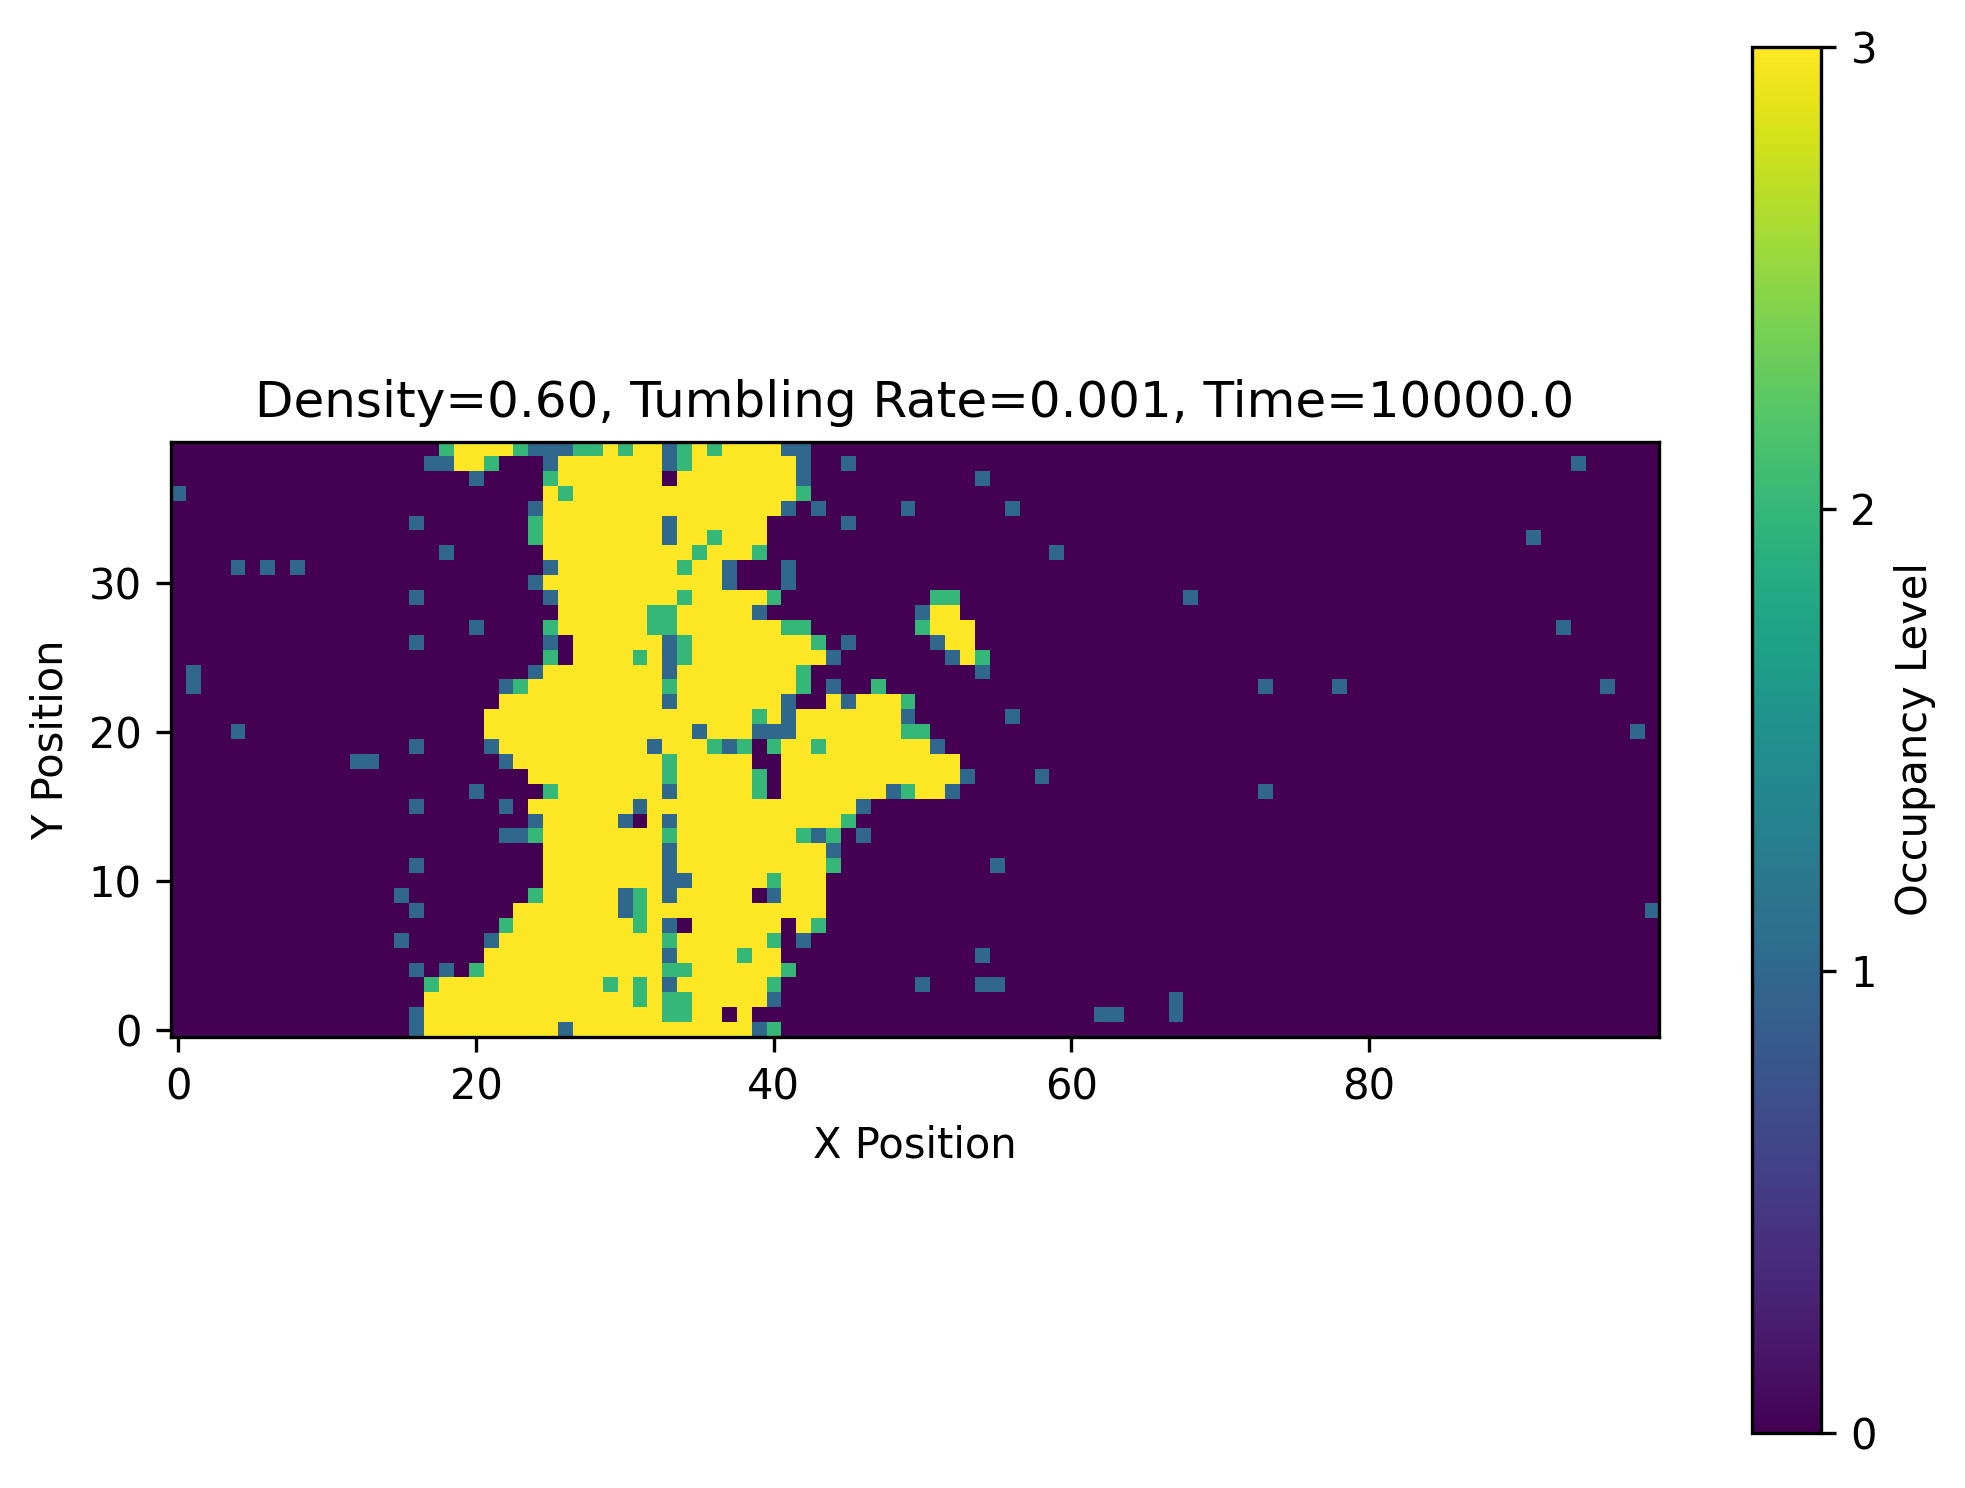 Density=0.60, Tumbling Rate=0.001, Time=10000.0
Y Position
30
20
10
0
0 20 40 60 80
X Position
3
2
1
0
Occupancy Level